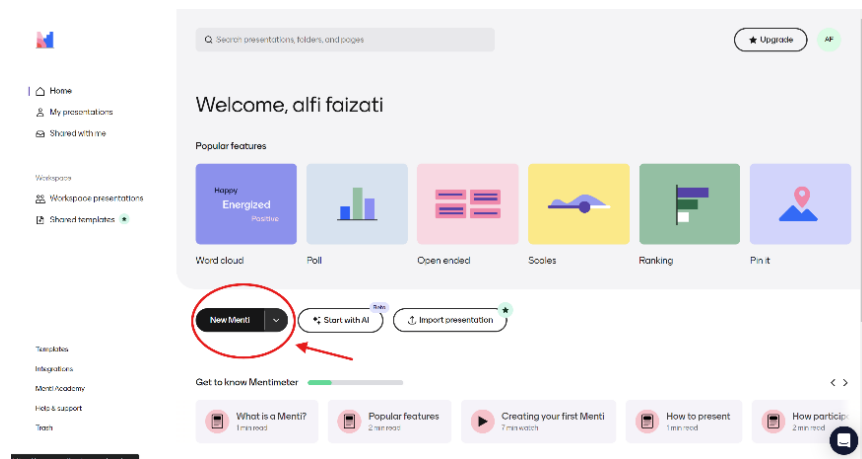 Search presentations, folders, and pages
Upgrade
AF
Home
My presentations
Shared with me
Workspace
Workspace presentations
Shared templates
Templates
Integrations
Menti Academy
Help & support
Trash
Welcome, alfi faizati
Popular features
Happy
Energized
Positive
Word cloud
Poll
Open ended
Scales
Ranking
Pin it
New Menti
Start with AI
Beta
Import presentation
Get to know Mentimeter
What is a Menti?
1 min read
Popular features
2 min read
Creating your first Menti
7 min watch
How to present
1 min read
How particip
2 min read